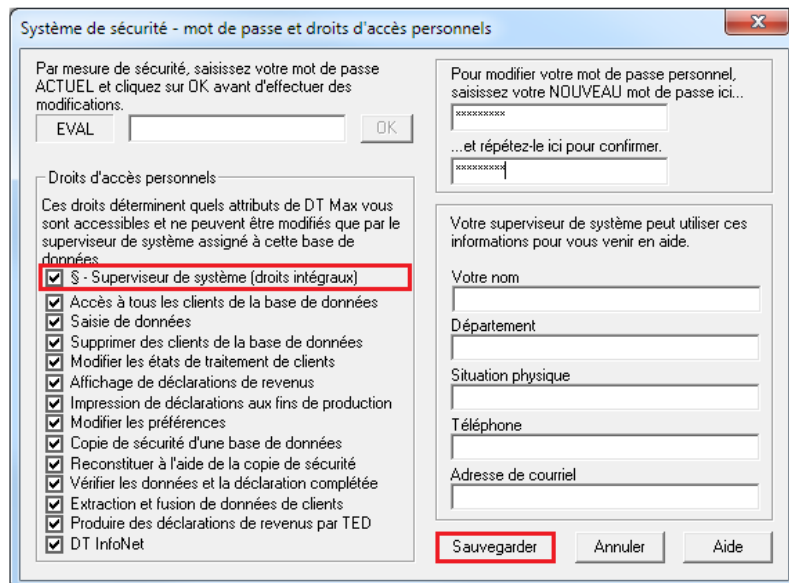 Système de sécurité - mot de passe et droits d'accès personnels
Par mesure de sécurité, saisissez votre mot de passe
ACTUEL et cliquez sur OK avant d'effectuer des
modifications.
EVAL
OK
Droits d'accès personnels
Ces droits déterminent quels attributs de DT Max vous
sont accessibles et ne peuvent être modifiés que par le
superviseur de système assigné à cette base de
données
§ - Superviseur de système (droits intégraux)
Accès à tous les clients de la base de données
Saisie de données
Supprimer des clients de la base de données
Modifier les états de traitement de clients
Affichage de déclarations de revenus
Impression de déclarations aux fins de production
Modifier les préférences
Copie de sécurité d'une base de données
Reconstituer à l'aide de la copie de sécurité
Vérifier les données et la déclaration complétée
Extraction et fusion de données de clients
Produire des déclarations de revenus par TED
DT InfoNet
Pour modifier votre mot de passe personnel,
saisissez votre NOUVEAU mot de passe ici...
×××××××××
...et répétez-le ici pour confirmer.
×××××××××
Votre superviseur de système peut utiliser ces
informations pour vous venir en aide.
Votre nom
Département
Situation physique
Téléphone
Adresse de courriel
Sauvegarder
Annuler
Aide